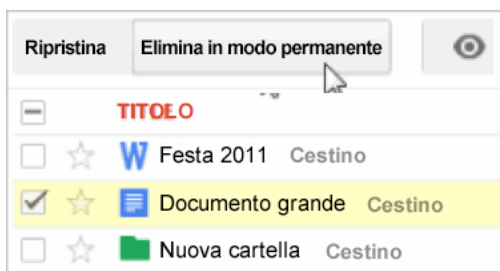 Ripristina Elimina in modo permanente
TITOLO
Festa 2011 Cestino
Documento grande Cestino
Nuova cartella Cestino